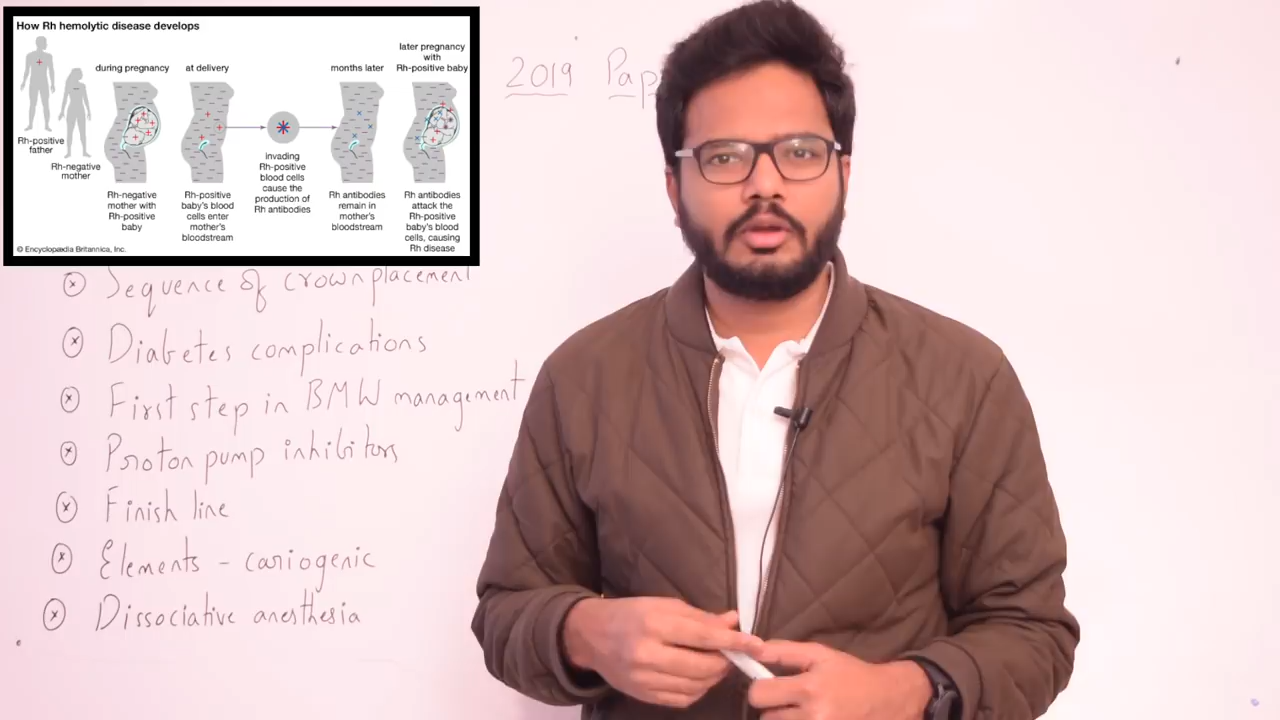 How Rh hemolytic disease develops
Rh-positive
father
Rh-negative
mother
during pregnancy
Rh-negative
mother with
Rh-positive
baby
at delivery
Rh-positive
baby's blood
cells enter
mother's
bloodstream
invading
Rh-positive
blood cells
cause the
production of
Rh antibodies
months later
Rh antibodies
remain in
mother's
bloodstream
later pregnancy
with
Rh-positive baby
Rh antibodies
attack the
Rh-positive
baby's blood
cells, causing
Rh disease
© Encyclopædia Britannica, Inc.
2019 Pap
Sequence of crown placement
Diabetes complications
First step in BMW management
Proton pump inhibitors
Finish line
Elements - cariogenic
Dissociative anesthesia